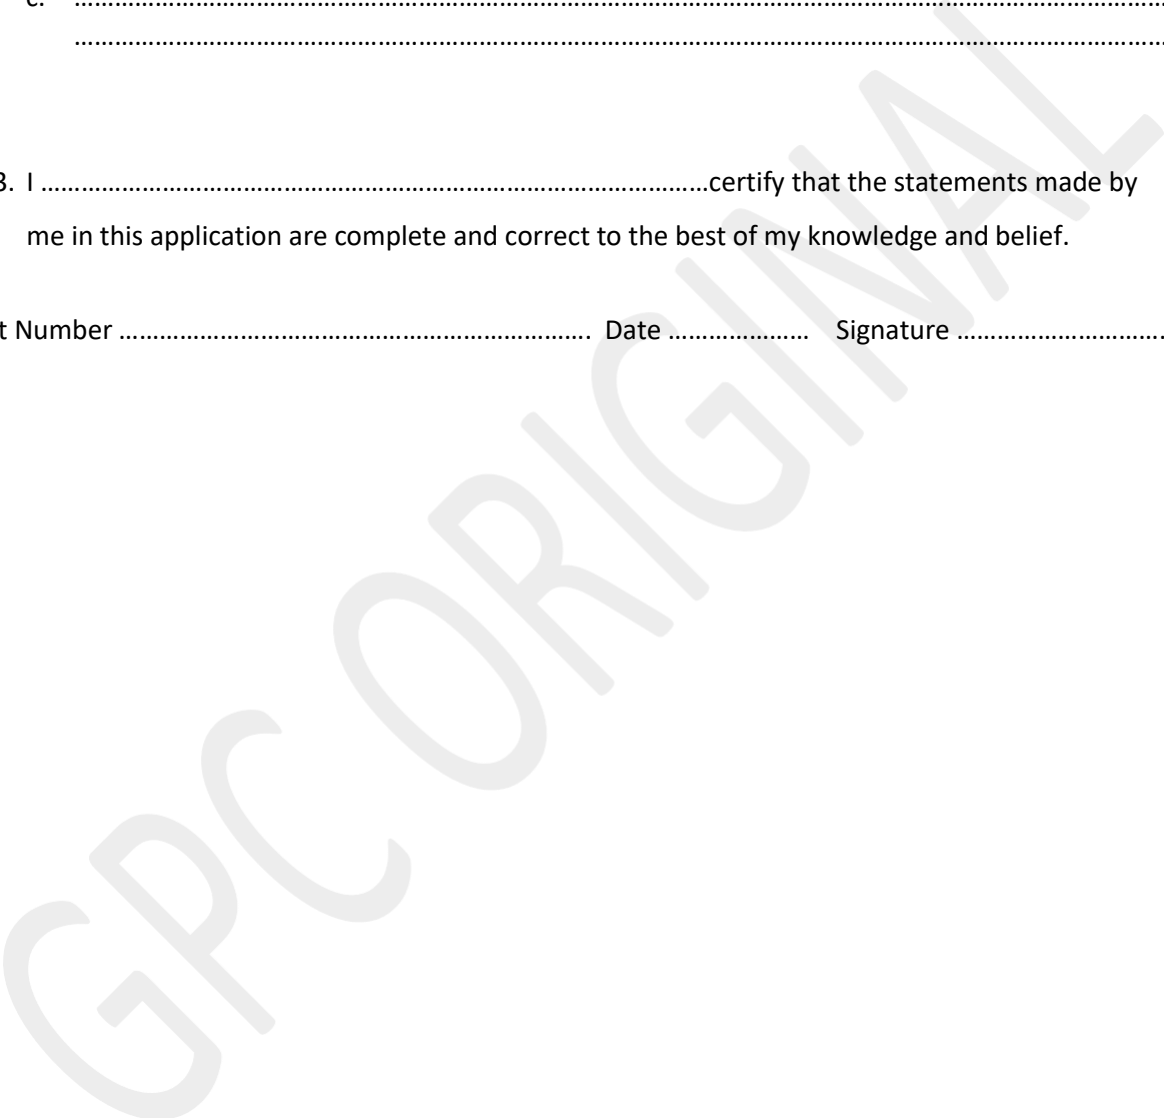 c. ……………………………………………………………………………………………………………………………
……………………………………………………………………………………………………………………………
3. I ………………………………………………………………………………………certify that the statements made by
me in this application are complete and correct to the best of my knowledge and belief.
t Number ……………………………………………………………. Date ………………… Signature ………………………….
GPC ORIGINAL